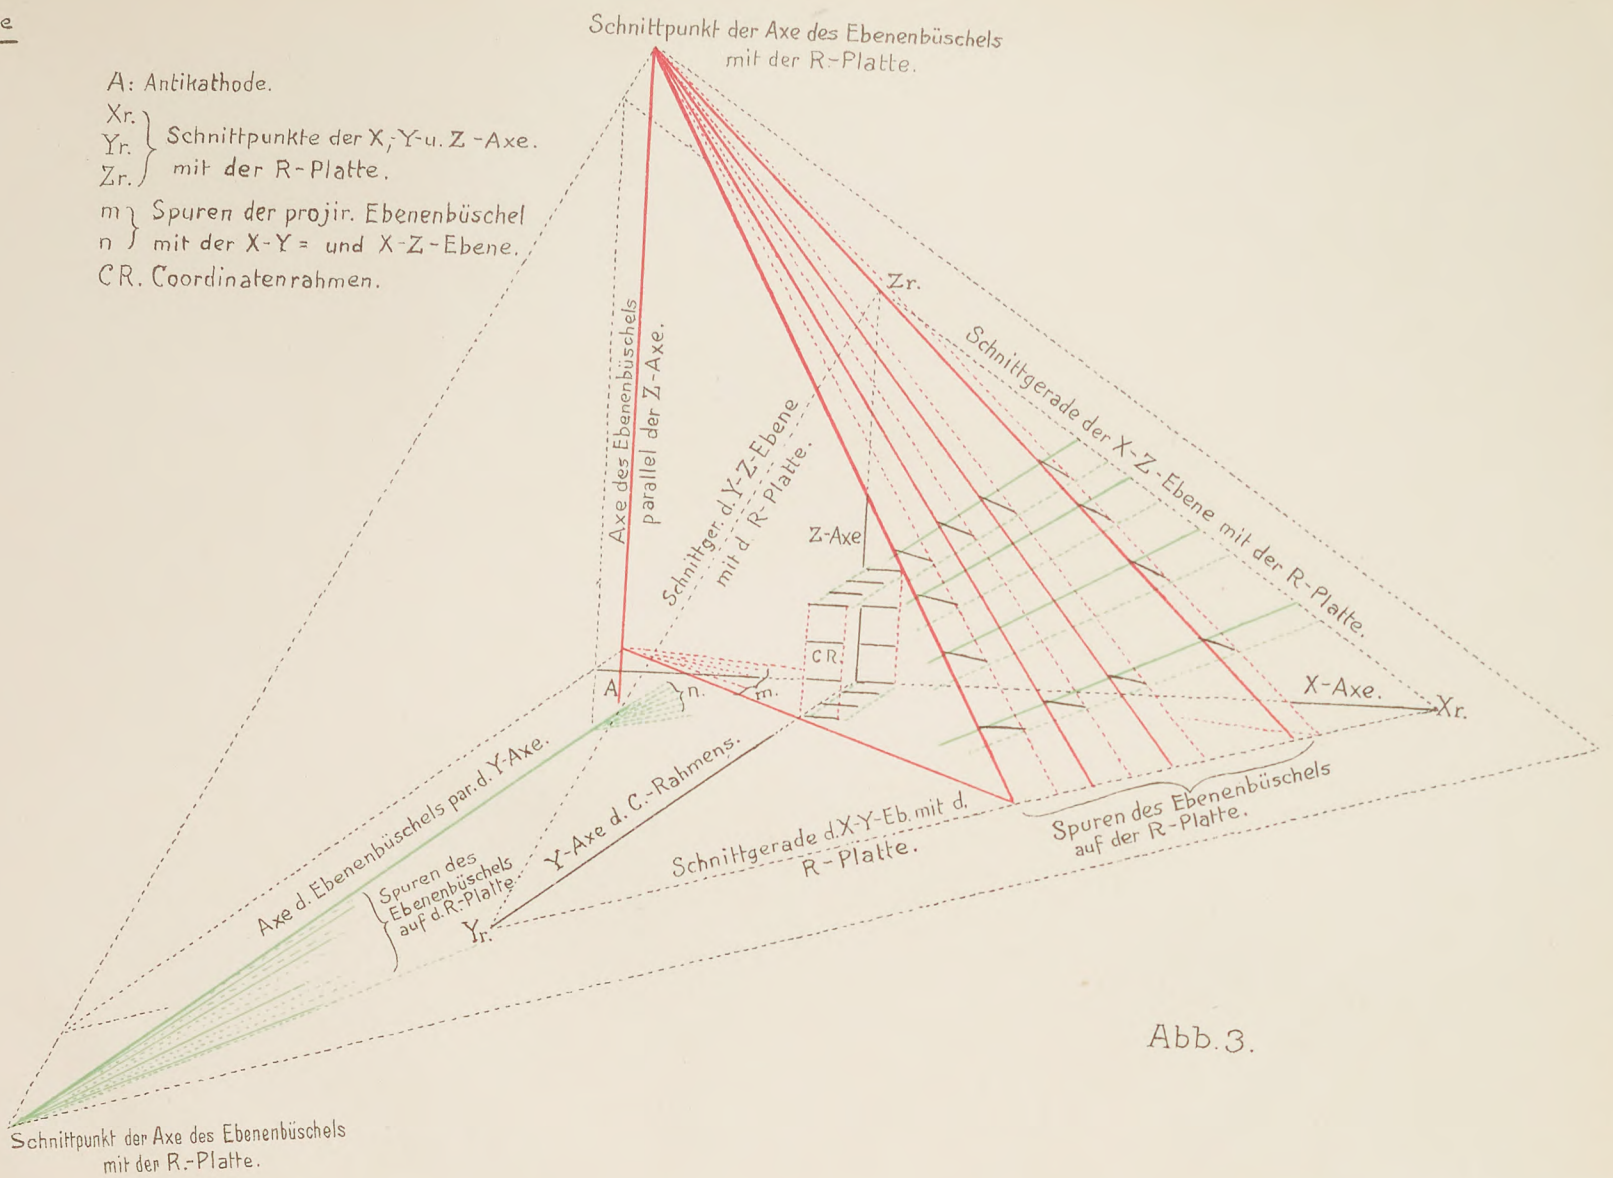 e
Schnittpunkt der Axe des Ebenenbüschels
mit der R-Platte.
A: Antikathode.
Xr.
Yr.
Zr.
Schnittpunkte der X,-Y-u. Z-Axe.
mit der R-Platte.
m
n
Spuren der projir. Ebenenbüschel
mit der X-Y= und X-Z-Ebene.
CR. Coordinatenrahmen.
Zr.
Axe des Ebenenbüschels
parallel der Z-Axe.
Schnittger. d. Y-Z-Ebene
mit d R-Platte.
Schnittgerade der X-Z-Ebene mit der R-Platte.
Z-Axe
CR.
A
n.
m.
X-Axe.
Xr.
Axe d. Ebenenbüschels par. d. Y-Axe.
Y-Axe d. C.-Rahmens.
Schnittgerade d.X-Y-Eb. mit d.
R-Platte.
Spuren des Ebenenbüschels
auf der R-Platte.
Spuren des
Ebenenbüschels
auf d.R-Platte.
Yr.
Abb. 3.
Schnittpunkt der Axe des Ebenenbüschels
mit der R.-Platte.